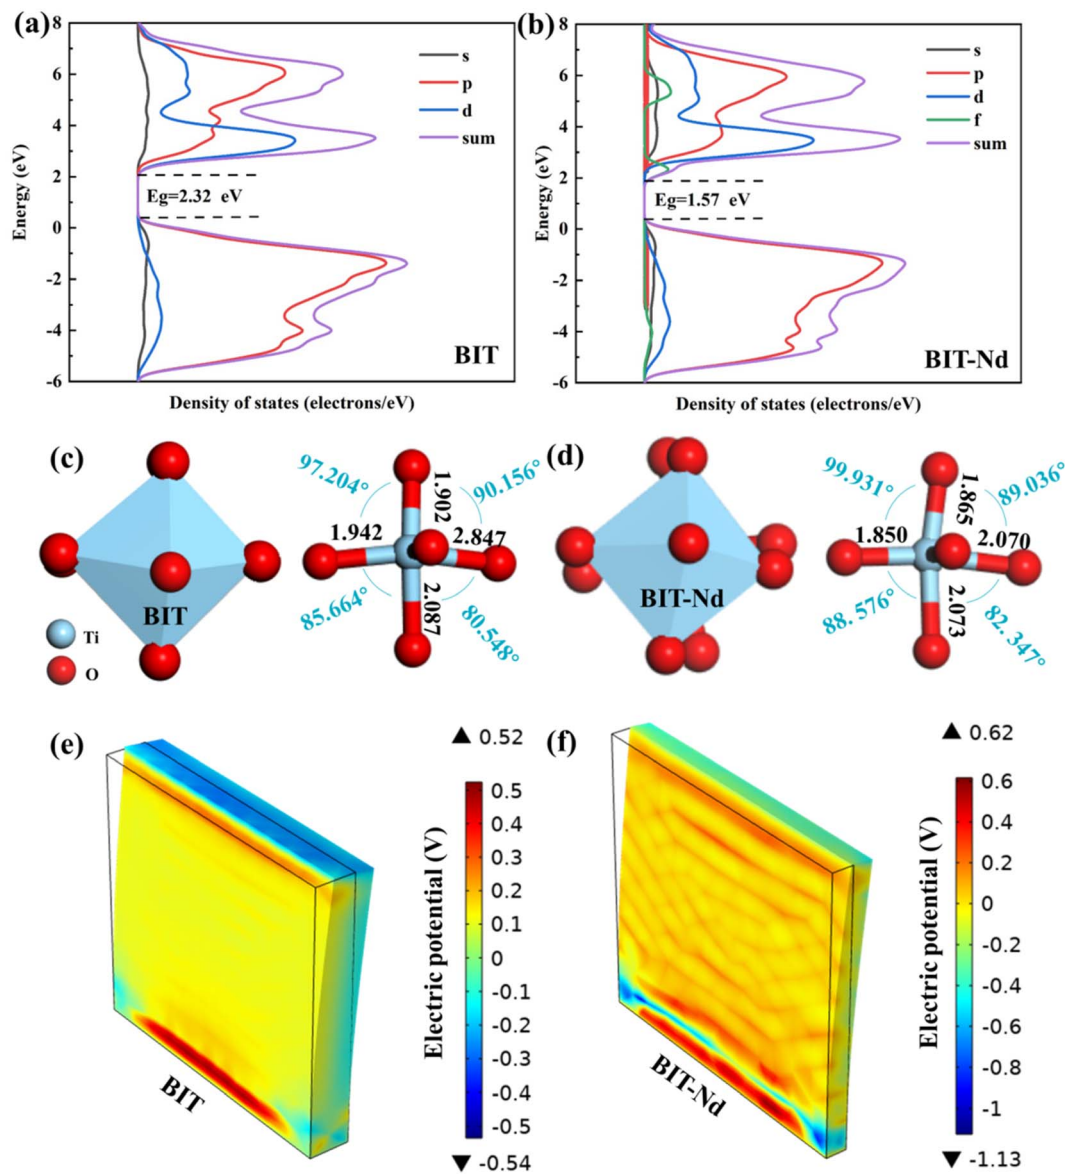 (a)
8
6
4
2
0
-2
-4
-6
Energy (eV)
s
p
d
sum
Eg=2.32 eV
BIT
Density of states (electrons/eV)
(b)
8
6
4
2
0
-2
-4
-6
Energy (eV)
s
p
d
f
sum
Eg=1.57 eV
BIT-Nd
Density of states (electrons/eV)
(c)
BIT
Ti
O
97.204°
90.156°
1.902
1.942
2.847
2.087
85.664°
80.548°
(d)
BIT-Nd
99.931°
89.036°
1.865
1.850
2.070
2.073
88.576°
82.347°
(e)
BIT
Electric potential (V)
▲ 0.52
0.5
0.4
0.3
0.2
0.1
0
-0.1
-0.2
-0.3
-0.4
-0.5
▼ -0.54
(f)
BIT-Nd
Electric potential (V)
▲ 0.62
0.6
0.4
0.2
0
-0.2
-0.4
-0.6
-0.8
-1
▼ -1.13